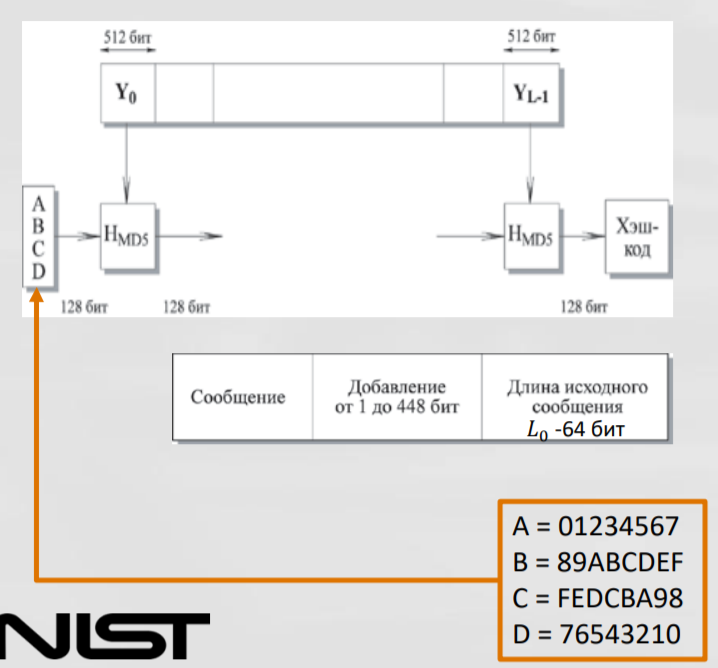 512 бит
512 бит
Y0
YL-1
A
B
C
D
HMD5
HMD5
Хэш-
код
128 бит
128 бит
128 бит
Сообщение
Добавление
от 1 до 448 бит
Длина исходного
сообщения
L0 -64 бит
A = 01234567
B = 89ABCDEF
C = FEDCBA98
D = 76543210
NIST